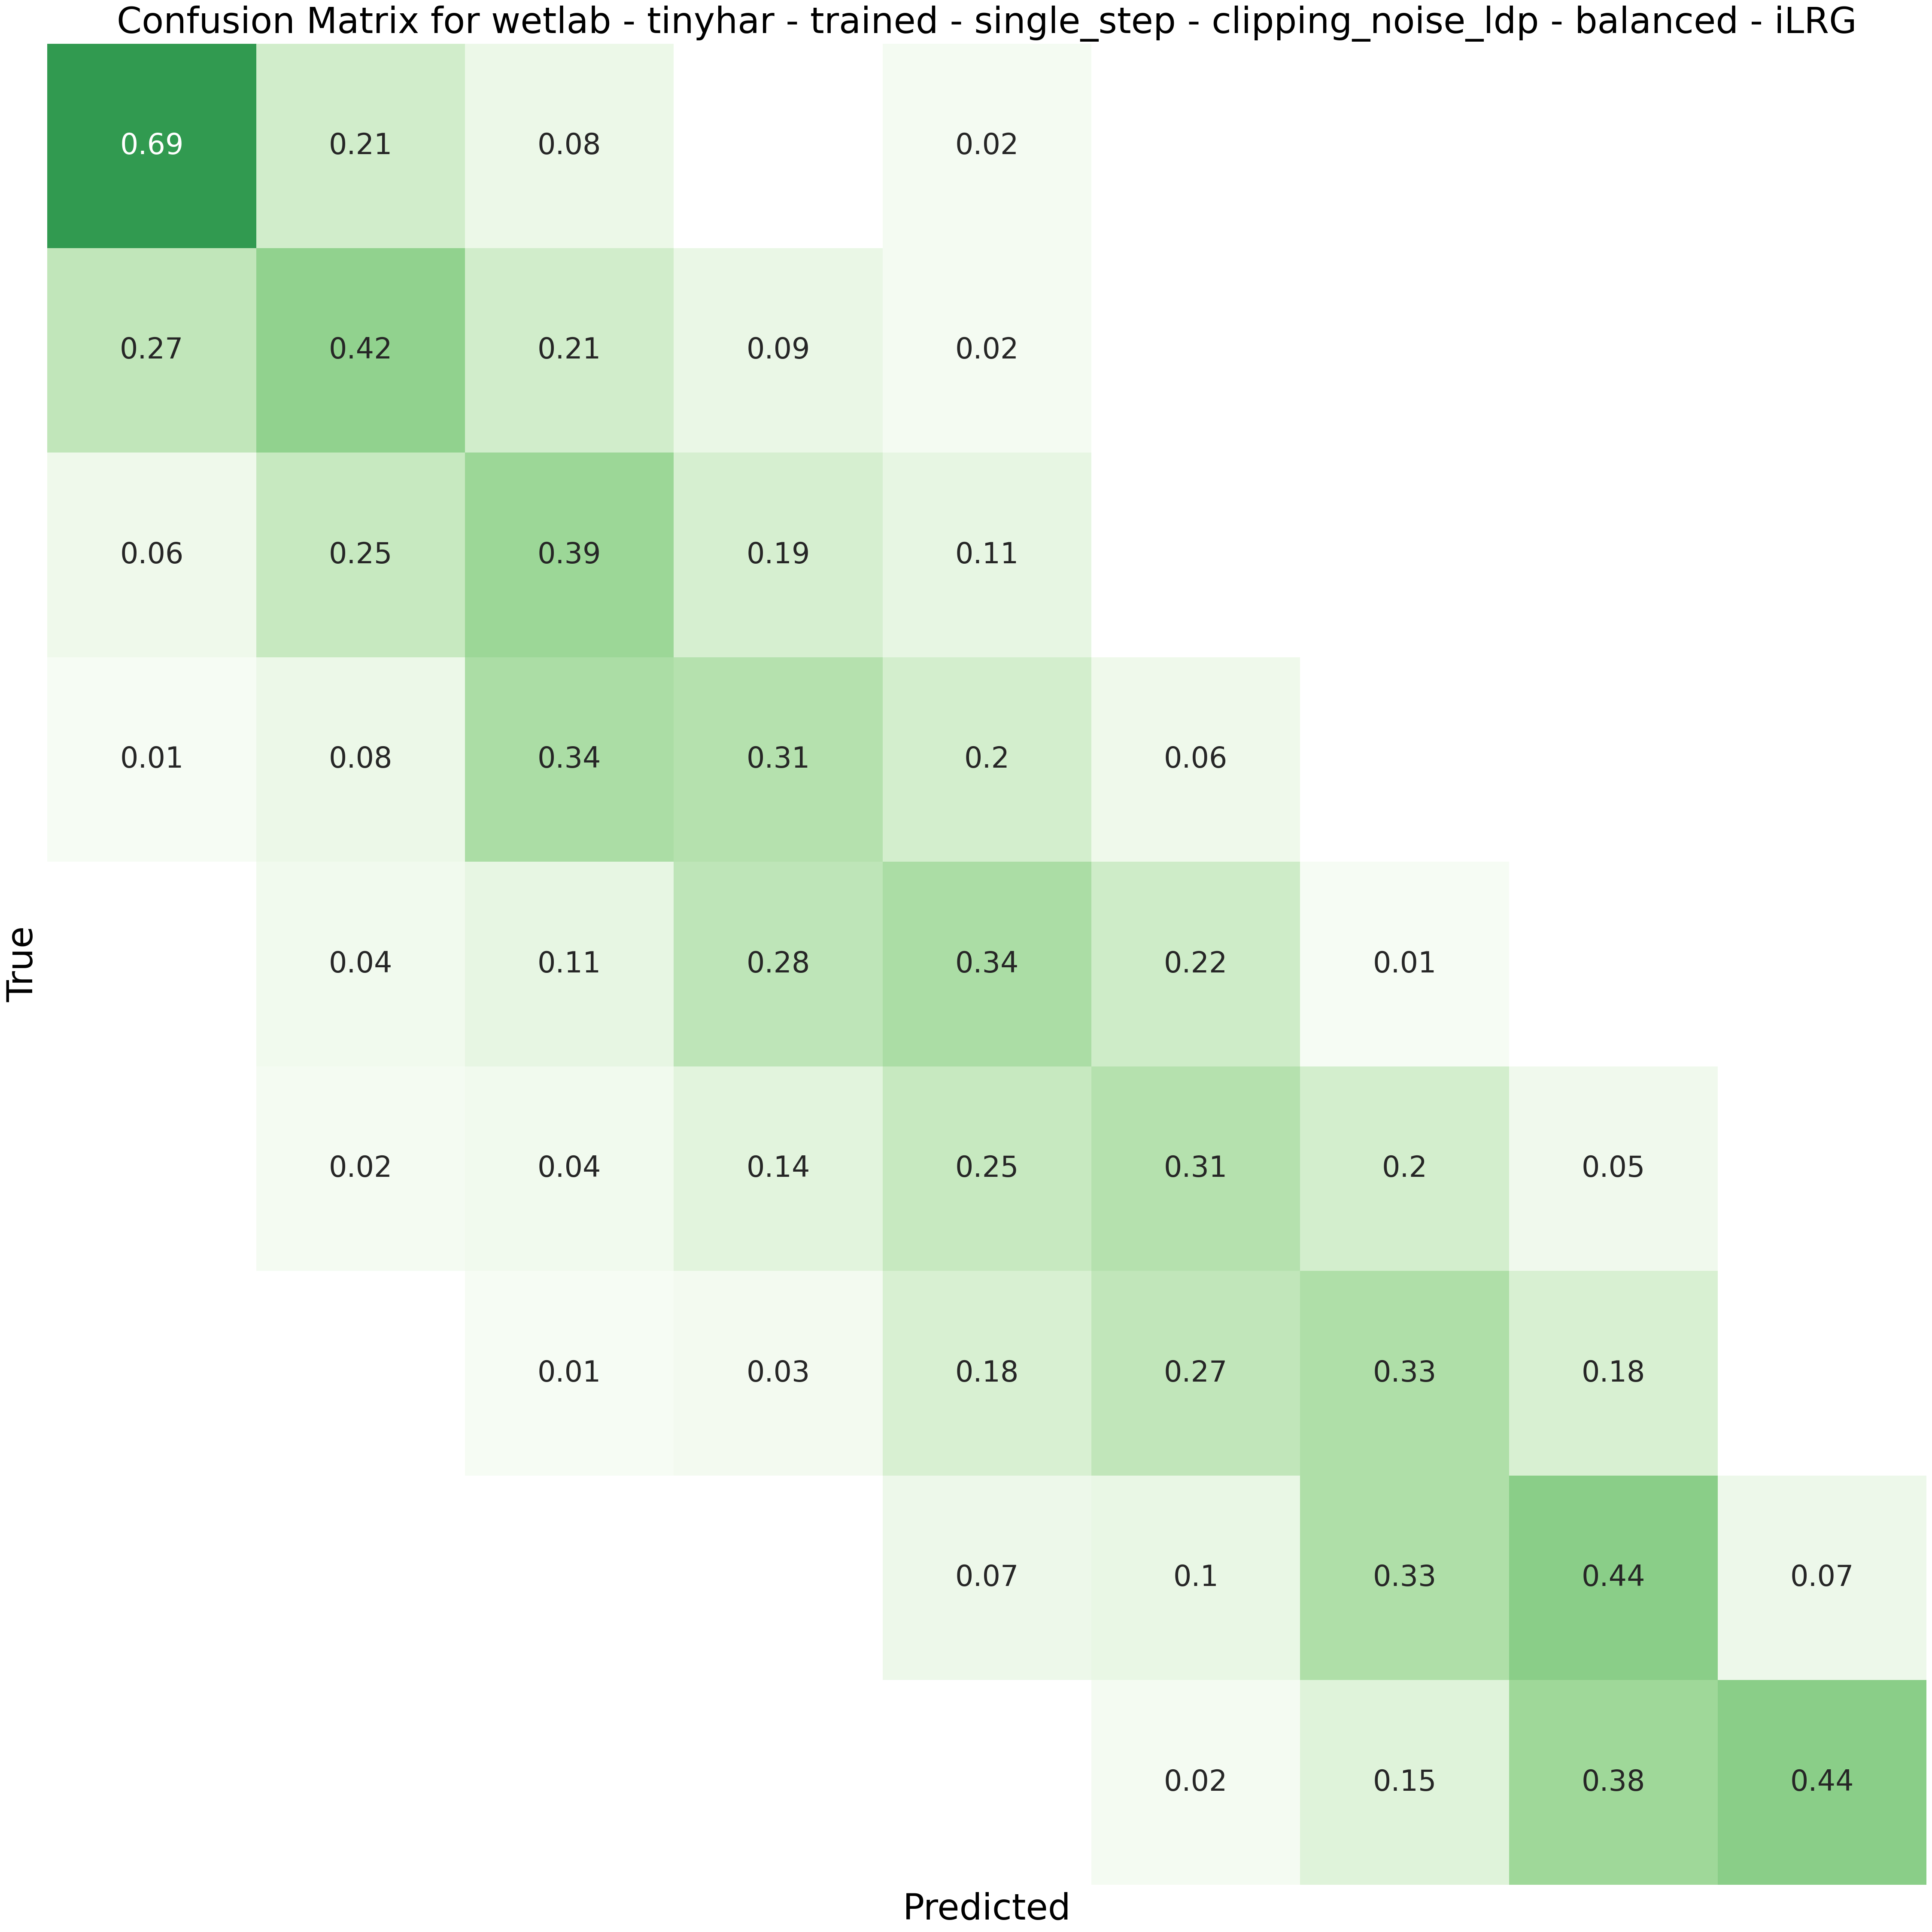 Confusion Matrix for wetlab - tinyhar - trained - single_step - clipping_noise_ldp - balanced - iLRG
0.69 0.21 0.08 0.02
0.27 0.42 0.21 0.09 0.02
0.06 0.25 0.39 0.19 0.11
0.01 0.08 0.34 0.31 0.2 0.06
0.04 0.11 0.28 0.34 0.22 0.01
0.02 0.04 0.14 0.25 0.31 0.2 0.05
0.01 0.03 0.18 0.27 0.33 0.18
0.07 0.1 0.33 0.44 0.07
0.02 0.15 0.38 0.44
True
Predicted